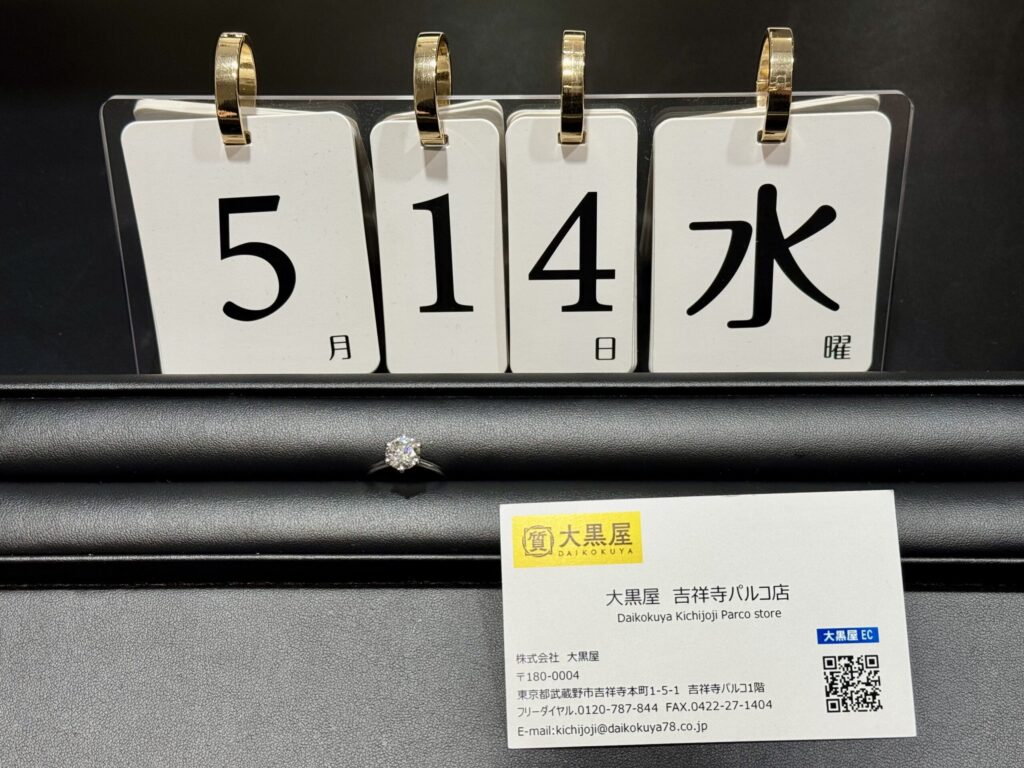 5月
14日
水曜
質 大黒屋
DAIKOKUYA
大黒屋 吉祥寺パルコ店
Daikokuya Kichijoji Parco store
大黒屋 EC
株式会社 大黒屋
〒180-0004
東京都武蔵野市吉祥寺本町1-5-1 吉祥寺パルコ1階
フリーダイヤル.0120-787-844 FAX.0422-27-1404
E-mail:kichijoji@daikokuya78.co.jp